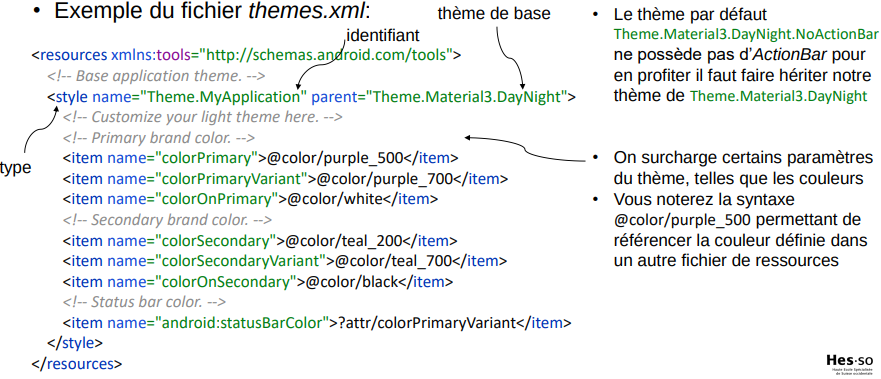 • Exemple du fichier themes.xml:
thème de base
identifiant
<resources xmlns:tools="http://schemas.android.com/tools">
<!-- Base application theme. -->
<style name="Theme.MyApplication" parent="Theme.Material3.DayNight">
<!-- Customize your light theme here. -->
<!-- Primary brand color. -->
type
<item name="colorPrimary">@color/purple_500</item>
<item name="colorPrimaryVariant">@color/purple_700</item>
<item name="colorOnPrimary">@color/white</item>
<!-- Secondary brand color. -->
<item name="colorSecondary">@color/teal_200</item>
<item name="colorSecondaryVariant">@color/teal_700</item>
<item name="colorOnSecondary">@color/black</item>
<!-- Status bar color. -->
<item name="android:statusBarColor">?attr/colorPrimaryVariant</item>
</style>
</resources>
• Le thème par défaut
Theme.Material3.DayNight.NoActionBar
ne possède pas d'ActionBar pour
en profiter il faut faire hériter notre
thème de Theme.Material3.DayNight
• On surcharge certains paramètres
du thème, telles que les couleurs
• Vous noterez la syntaxe
@color/purple_500 permettant de
référencer la couleur définie dans
un autre fichier de ressources
Hes·so
Haute Ecole Spécialisée
de Suisse occidentale